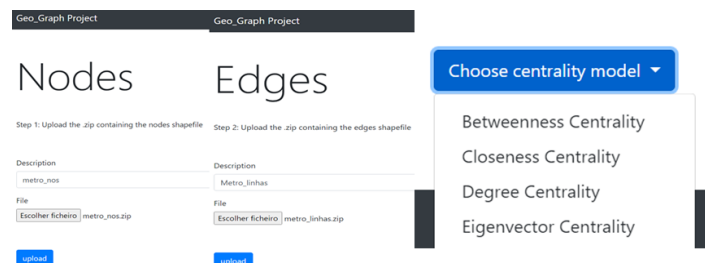 Geo_Graph Project
Nodes
Step 1: Upload the .zip containing the nodes shapefile
Description
metro_nos
File
Escolher ficheiro metro_nos.zip
upload
Geo_Graph Project
Edges
Step 2: Upload the .zip containing the edges shapefile
Description
Metro_linhas
File
Escolher ficheiro metro_linhas.zip
upload
Choose centrality model
Betweenness Centrality
Closeness Centrality
Degree Centrality
Eigenvector Centrality